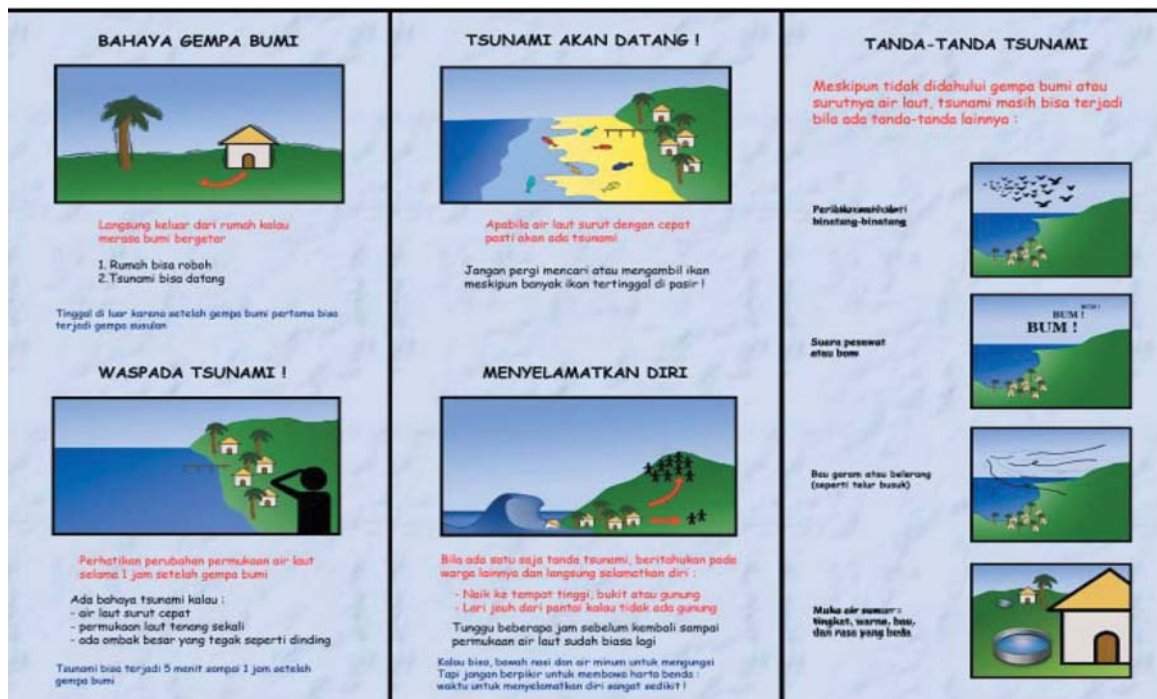 BAHAYA GEMPA BUMI
Langsung keluar dari rumah kalau
merasa bumi bergetar
1. Rumah bisa roboh
2.Tsunami bisa datang
Tinggal di luar karena setelah gempa bumi pertama bisa
terjadi gempa susulan
WASPADA TSUNAMI !
Perhatikan perubahan permukaan air laut
selama 1 jam setelah gempa bumi
Ada bahaya tsunami kalau :
- air laut surut cepat
- permukaan laut tenang sekali
- ada ombak besar yang tegak seperti dinding
Tsunami bisa terjadi 5 menit sampai 1 jam setelah
gempa bumi
TSUNAMI AKAN DATANG !
Apabila air laut surut dengan cepat
pasti akan ada tsunami
Jangan pergi mencari atau mengambil ikan
meskipun banyak ikan tertinggal di pasir !
MENYELAMATKAN DIRI
Bila ada satu saja tanda tsunami, beritahukan pada
warga lainnya dan langsung selamatkan diri :
- Naik ke tempat tinggi, bukit atau gunung
- Lari jauh dari pantai kalau tidak ada gunung
Tunggu beberapa jam sebelum kembali sampai
permukaan air laut sudah biasa lagi
Kalau bisa, bawah nasi dan air minum untuk mengungsi
Tapi jangan berpikir untuk membawa harta benda :
waktu untuk menyelamatkan diri sangat sedikit !
TANDA-TANDA TSUNAMI
Meskipun tidak didahului gempa bumi atau
surutnya air laut, tsunami masih bisa terjadi
bila ada tanda-tanda lainnya :
binatang-binatang
BUM !
BUM !
BUM !
Suara pesawat
atau bom
Bau garam atau belerang
(seperti telur busuk)
Muka air sumur :
tingkat, warna, bau,
dan rasa yang beda